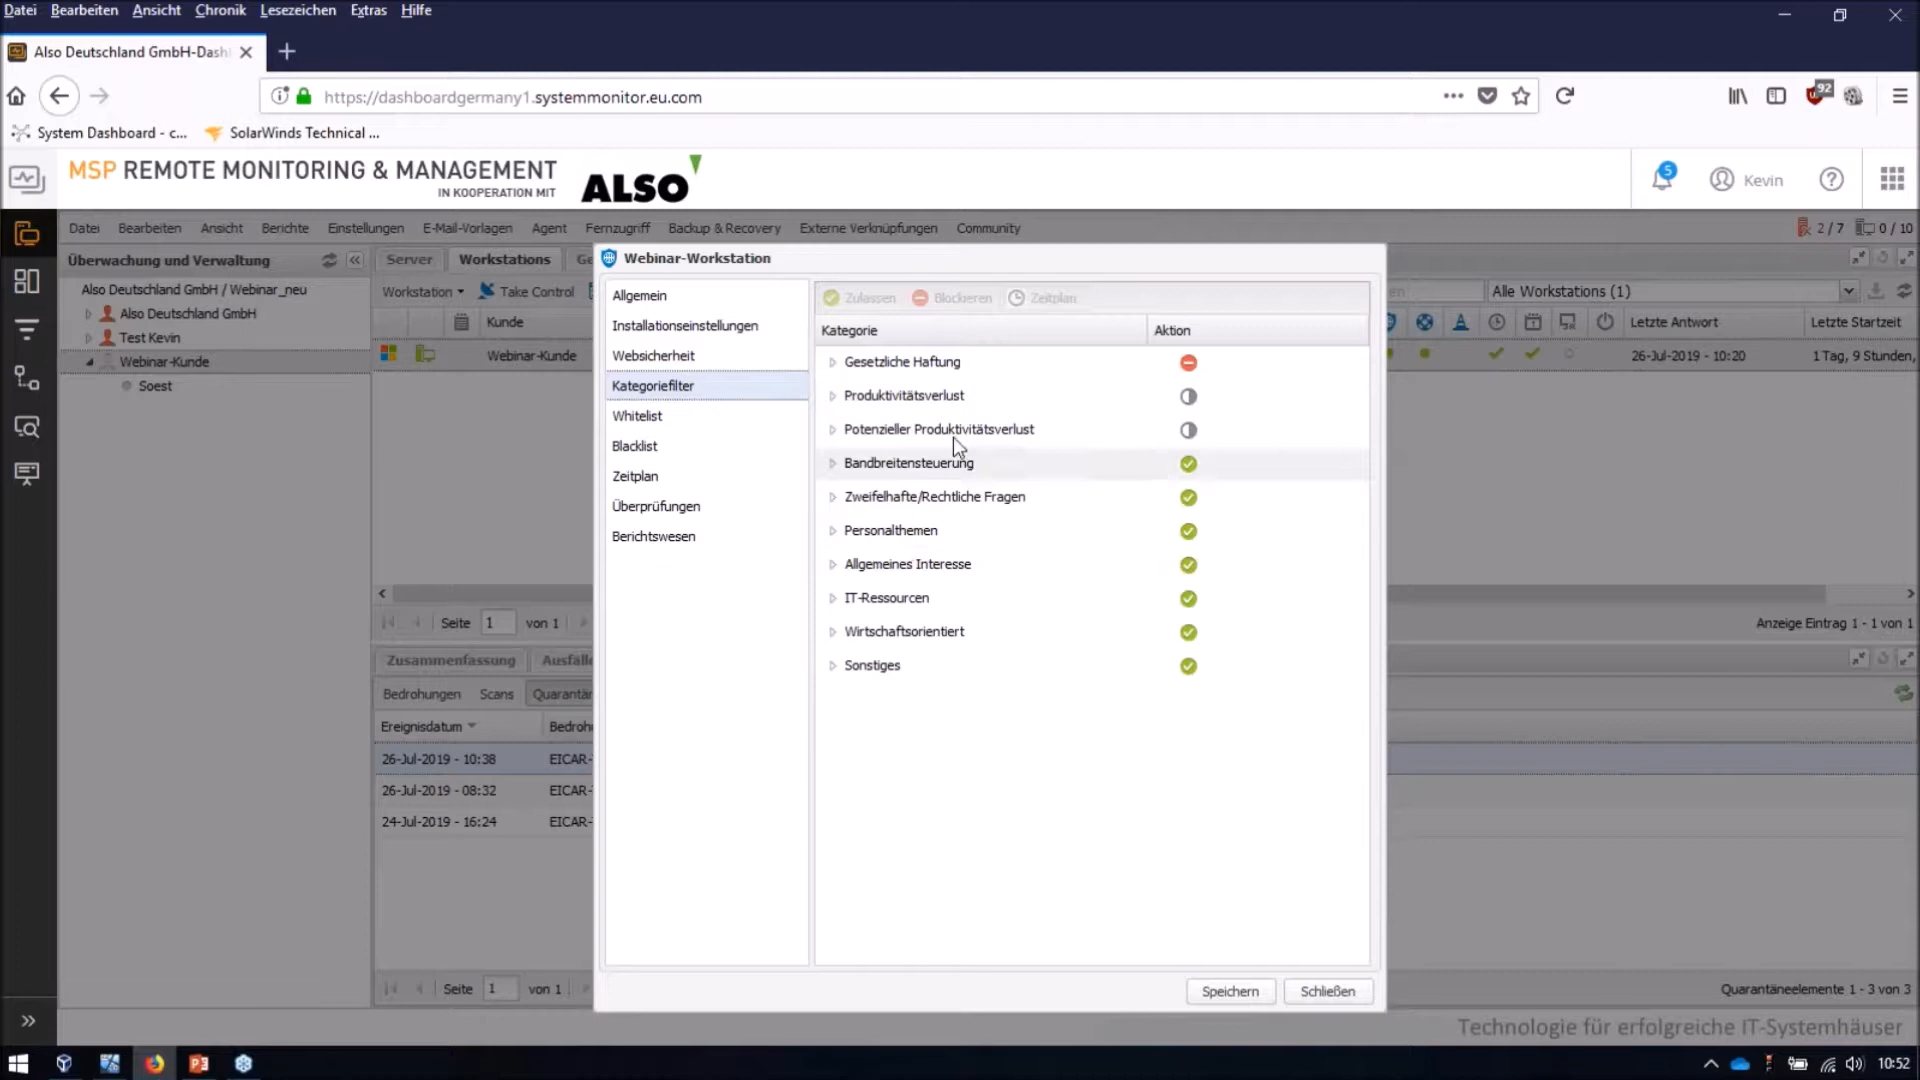 Datei Bearbeiten Ansicht Chronik Lesezeichen Extras Hilfe
Also Deutschland GmbH-Dash
https://dashboardgermany1.systemmonitor.eu.com
92
System Dashboard - c... SolarWinds Technical ...
MSP REMOTE MONITORING & MANAGEMENT
IN KOOPERATION MIT
ALSO
5
Kevin
Datei Bearbeiten Ansicht Berichte Einstellungen E-Mail-Vorlagen Agent Fernzugriff Backup & Recovery Externe Verknüpfungen Community
2 / 7 0 / 10
Überwachung und Verwaltung
Also Deutschland GmbH / Webinar_neu
Also Deutschland GmbH
Test Kevin
Webinar-Kunde
Soest
Server Workstations
Workstation Take Control
Alle Workstations (1)
Kunde
Letzte Antwort Letzte Startzeit
Webinar-Kunde
26-Jul-2019 - 10:20 1 Tag, 9 Stunden,
Seite 1 von 1
Anzeige Eintrag 1 - 1 von 1
Zusammenfassung Ausfälle
Bedrohungen Scans Quarantän
Ereignisdatum Bedroh
26-Jul-2019 - 10:38 EICAR-
26-Jul-2019 - 08:32 EICAR-
24-Jul-2019 - 16:24 EICAR-
Seite 1 von 1
Quarantäneelemente 1 - 3 von 3
Webinar-Workstation
Allgemein
Installationseinstellungen
Websicherheit
Kategoriefilter
Whitelist
Blacklist
Zeitplan
Überprüfungen
Berichtswesen
Zulassen Blockieren Zeitplan
Kategorie Aktion
Gesetzliche Haftung
Produktivitätsverlust
Potenzieller Produktivitätsverlust
Bandbreitensteuerung
Zweifelhafte/Rechtliche Fragen
Personalthemen
Allgemeines Interesse
IT-Ressourcen
Wirtschaftsorientiert
Sonstiges
Speichern Schließen
Technologie für erfolgreiche IT-Systemhäuser
10:52